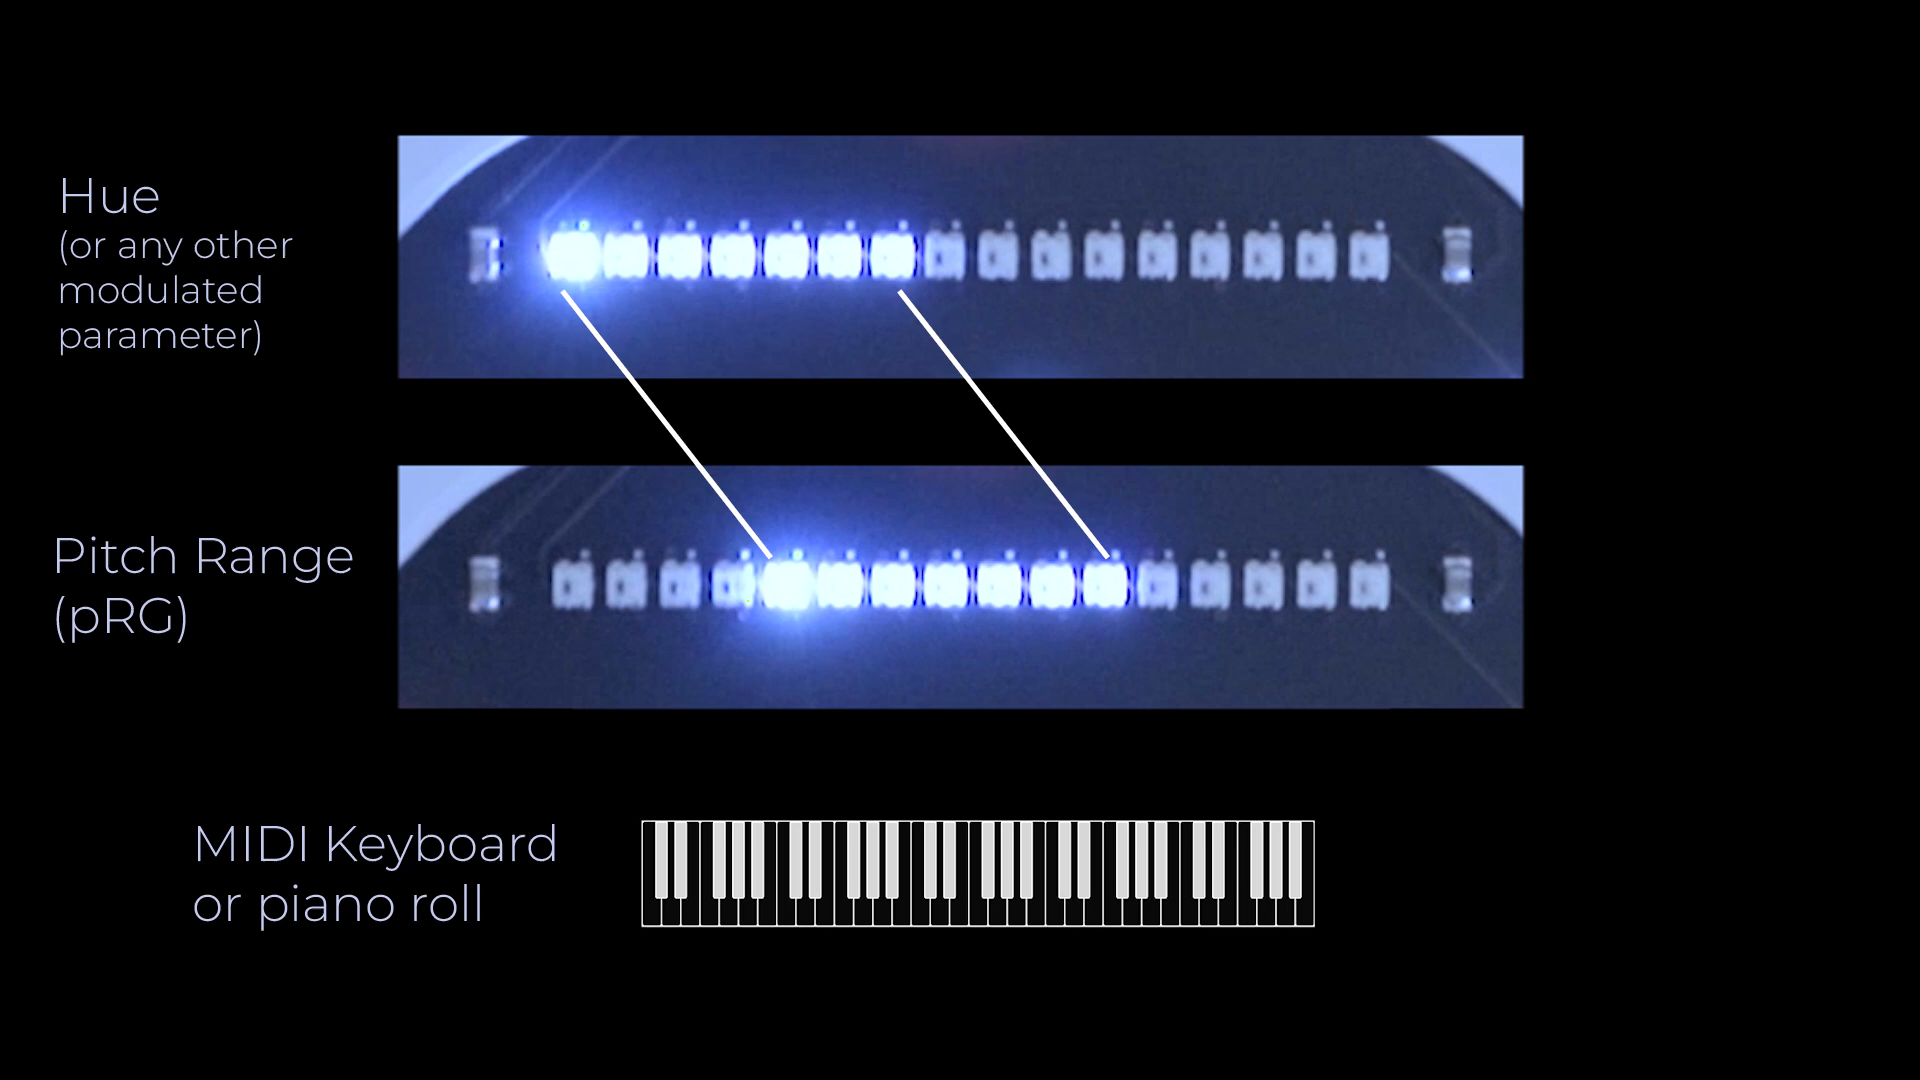 Hue
(or any other
modulated
parameter)
Pitch Range
(pRG)
MIDI Keyboard
or piano roll